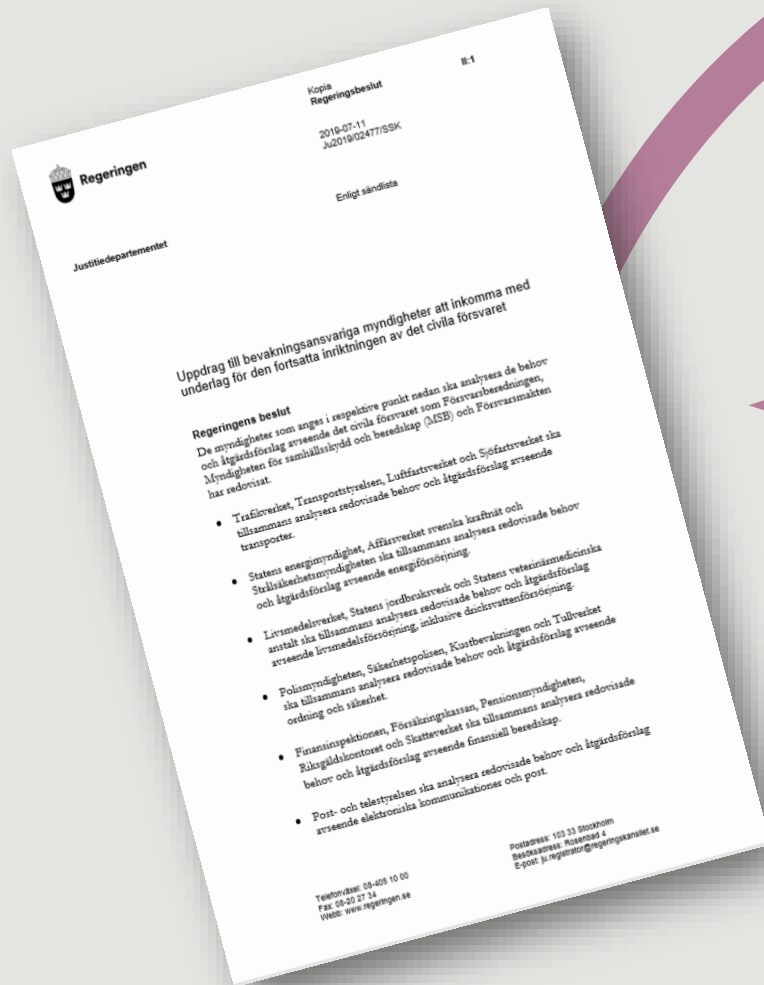 Kopia
Regeringsbeslut
II:1
2019-07-11
Ju2019/02477/SSK
Regeringen
Enligt sändlista
Justitiedepartementet
Uppdrag till bevakningsansvariga myndigheter att inkomma med
underlag för den fortsatta inriktningen av det civila försvaret
Regeringens beslut
De myndigheter som anges i respektive punkt nedan ska analysera de behov
och åtgärdsförslag avseende det civila försvaret som Försvarsberedningen,
Myndigheten för samhällsskydd och beredskap (MSB) och Försvarsmakten
har redovisat.
• Trafikverket, Transportstyrelsen, Luftfartsverket och Sjöfartsverket ska
tillsammans analysera redovisade behov och åtgärdsförslag avseende
transporter.
• Statens energimyndighet, Affärsverket svenska kraftnät och
Strålsäkerhetsmyndigheten ska tillsammans analysera redovisade behov
och åtgärdsförslag avseende energiförsörjning.
• Livsmedelsverket, Statens jordbruksverk och Statens veterinärmedicinska
anstalt ska tillsammans analysera redovisade behov och åtgärdsförslag
avseende livsmedelsförsörjning, inklusive dricksvattenförsörjning.
• Polismyndigheten, Säkerhetspolisen, Kustbevakningen och Tullverket
ska tillsammans analysera redovisade behov och åtgärdsförslag avseende
ordning och säkerhet.
• Finansinspektionen, Försäkringskassan, Pensionsmyndigheten,
Riksgäldskontoret och Skatteverket ska tillsammans analysera redovisade
behov och åtgärdsförslag avseende finansiell beredskap.
• Post- och telestyrelsen ska analysera redovisade behov och åtgärdsförslag
avseende elektroniska kommunikationer och post.
Telefonväxel: 08-405 10 00
Fax: 08-20 27 34
Webb: www.regeringen.se
Postadress: 103 33 Stockholm
Besöksadress: Rosenbad 4
E-post: ju.registrator@regeringskansliet.se